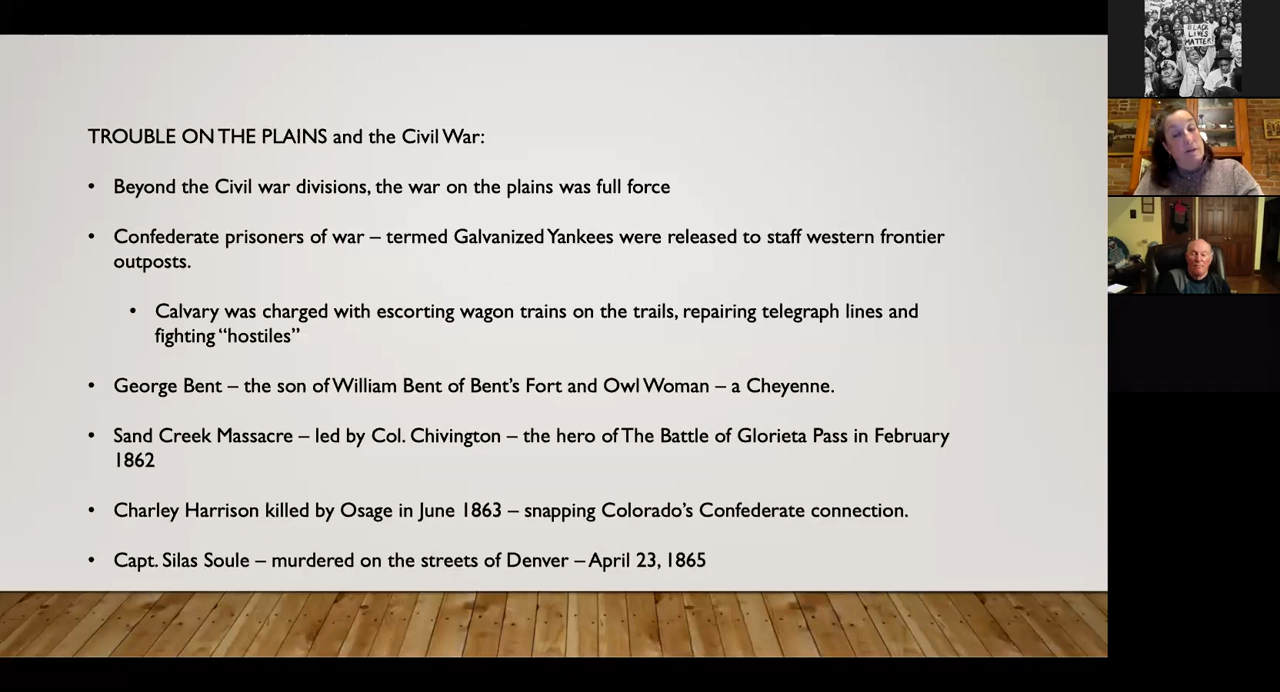 TROUBLE ON THE PLAINS and the Civil War:
• Beyond the Civil war divisions, the war on the plains was full force
• Confederate prisoners of war – termed Galvanized Yankees were released to staff western frontier
outposts.
• Calvary was charged with escorting wagon trains on the trails, repairing telegraph lines and
fighting “hostiles”
• George Bent – the son of William Bent of Bent’s Fort and Owl Woman – a Cheyenne.
• Sand Creek Massacre – led by Col. Chivington – the hero of The Battle of Glorieta Pass in February
1862
• Charley Harrison killed by Osage in June 1863 – snapping Colorado’s Confederate connection.
• Capt. Silas Soule – murdered on the streets of Denver – April 23, 1865
BLACK
LIVES
MATTER